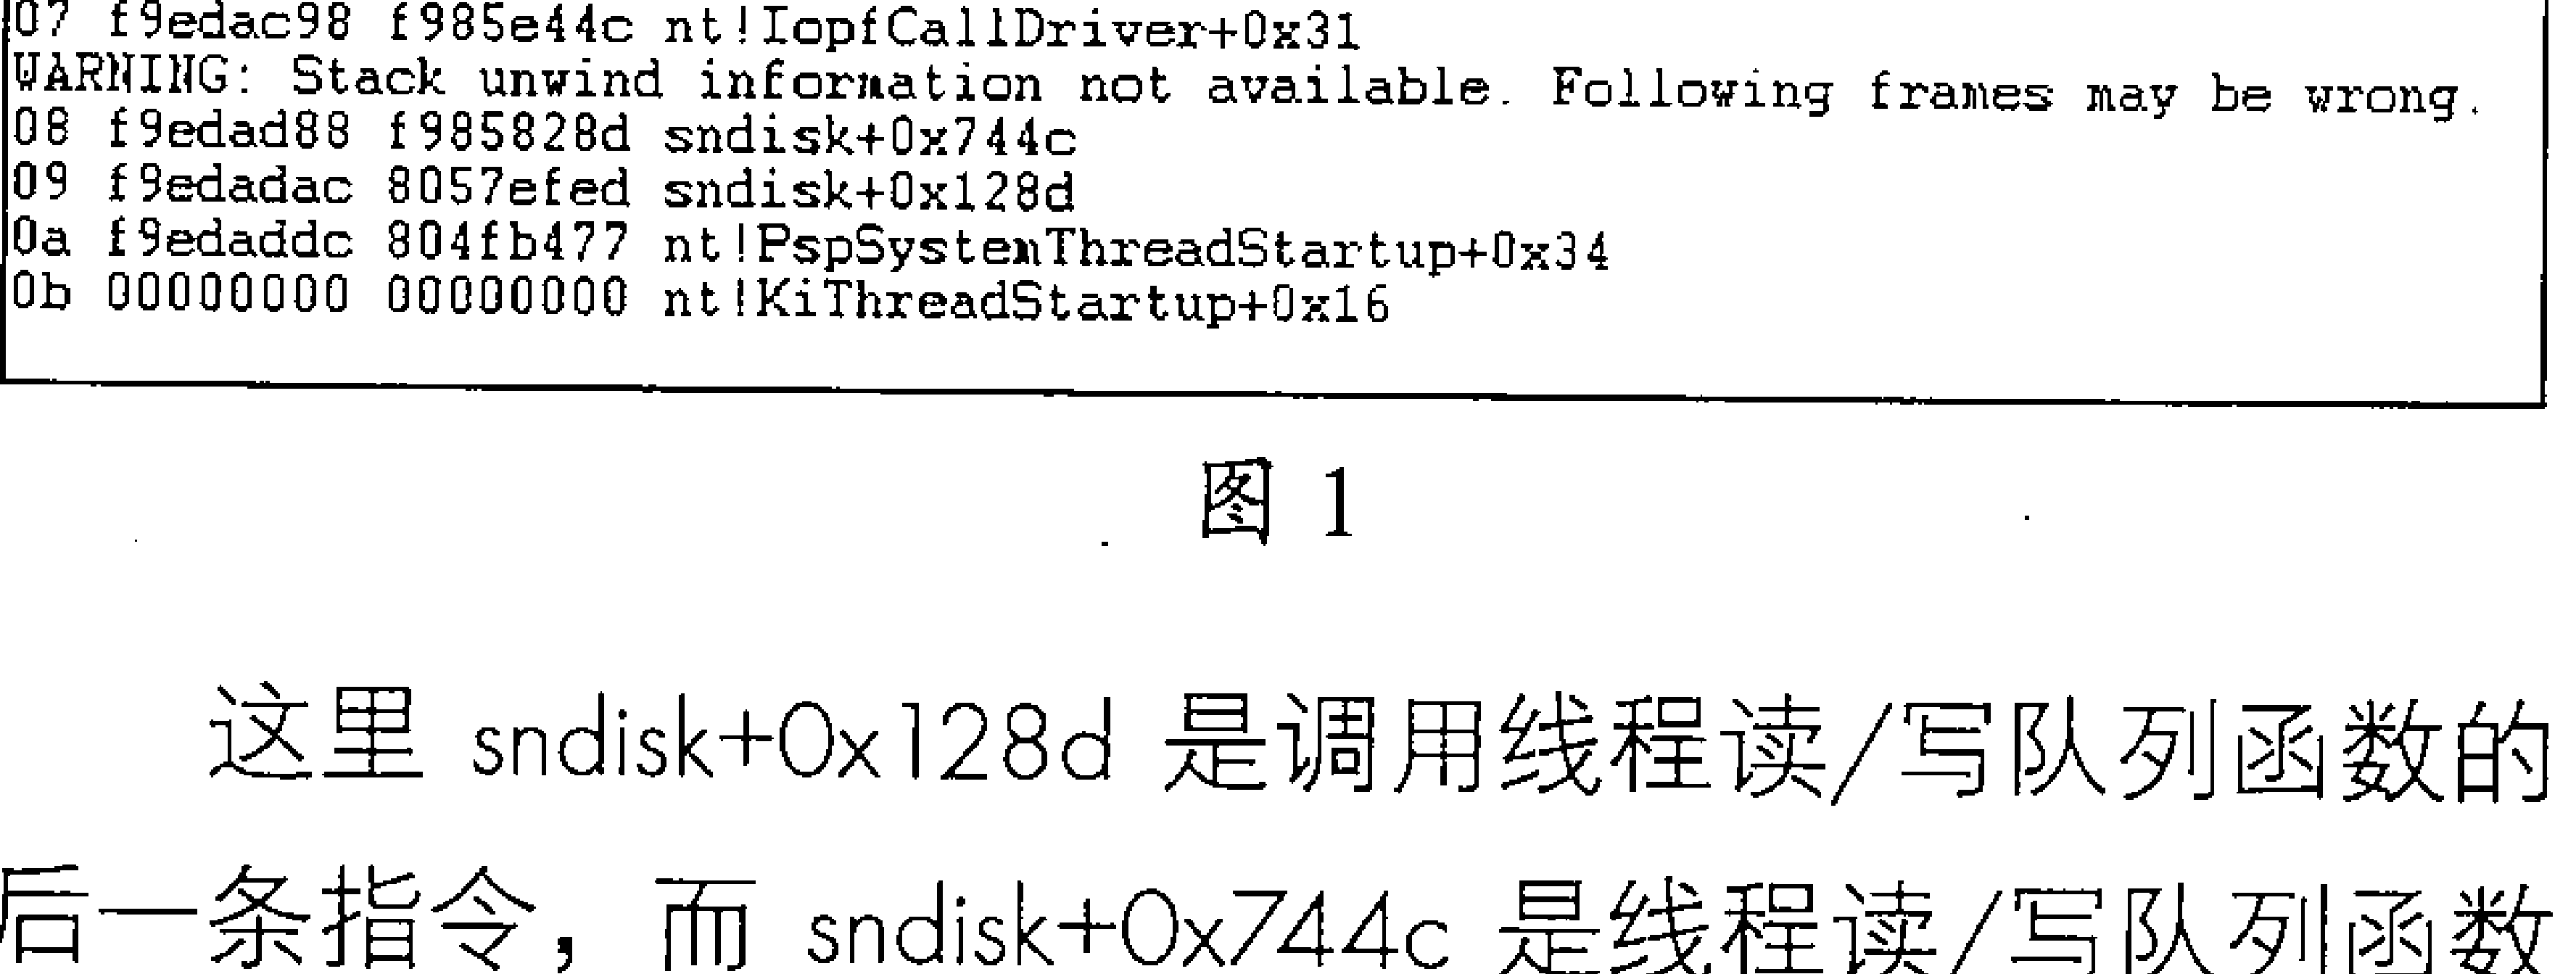 07 f9edac98 f985e44c nt!IopfCallDriver+0x31
WARNING: Stack unwind information not available. Following frames may be wrong.
08 f9edad88 f985828d sndisk+0x744c
09 f9edadac 8057efed sndisk+0x128d
0a f9edaddc 804fb477 nt!PspSystemThreadStartup+0x34
0b 00000000 00000000 nt!KiThreadStartup+0x16
图 1
这里 sndisk+0x128d 是调用线程读/写队列函数的
后一条指令，而 sndisk+0x744c 是线程读/写队列函数